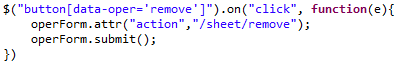 $("button[data-oper='remove']").on("click", function(e){
    operForm.attr("action","/sheet/remove");
    operForm.submit();
})